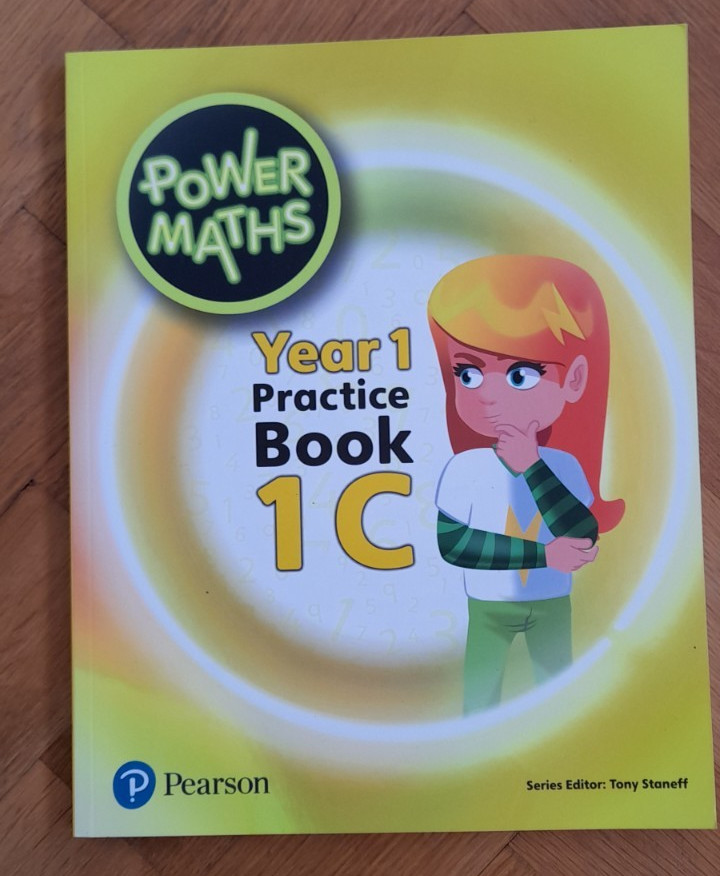 POWER
MATHS
Year 1
Practice
Book
1C
Pearson
Series Editor: Tony Staneff